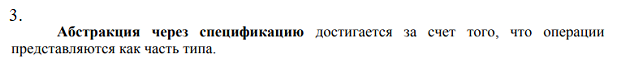 3.
Абстракция через спецификацию достигается за счет того, что операции
представляются как часть типа.